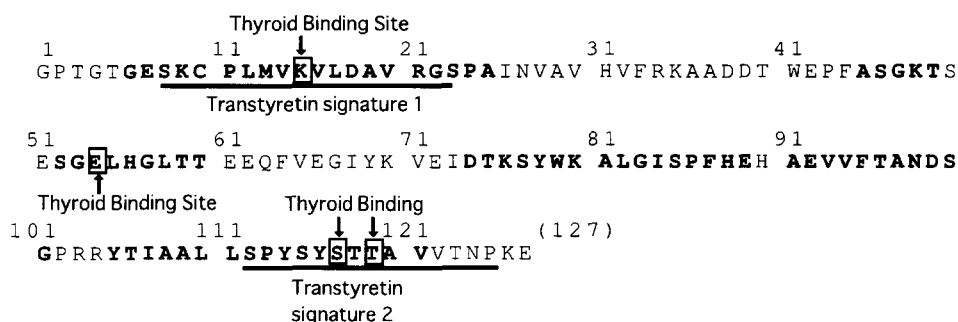 Thyroid Binding Site
1 11 21 31 41
GPTGTGESKC PLMVKVLDAV RGSPAINVAV HVFRKAADDT WEPFASGKTS
Transtyretin signature 1
51 61 71 81 91
ESGELHGLTT EEQFVEGIYK VEIDTKSYWK ALGISPFHEH AEVVFTANDS
Thyroid Binding Site Thyroid Binding
101 111 121 (127)
GPRRYTIAAL LSPYSYSTTA VVTNPKE
Transtyretin
signature 2